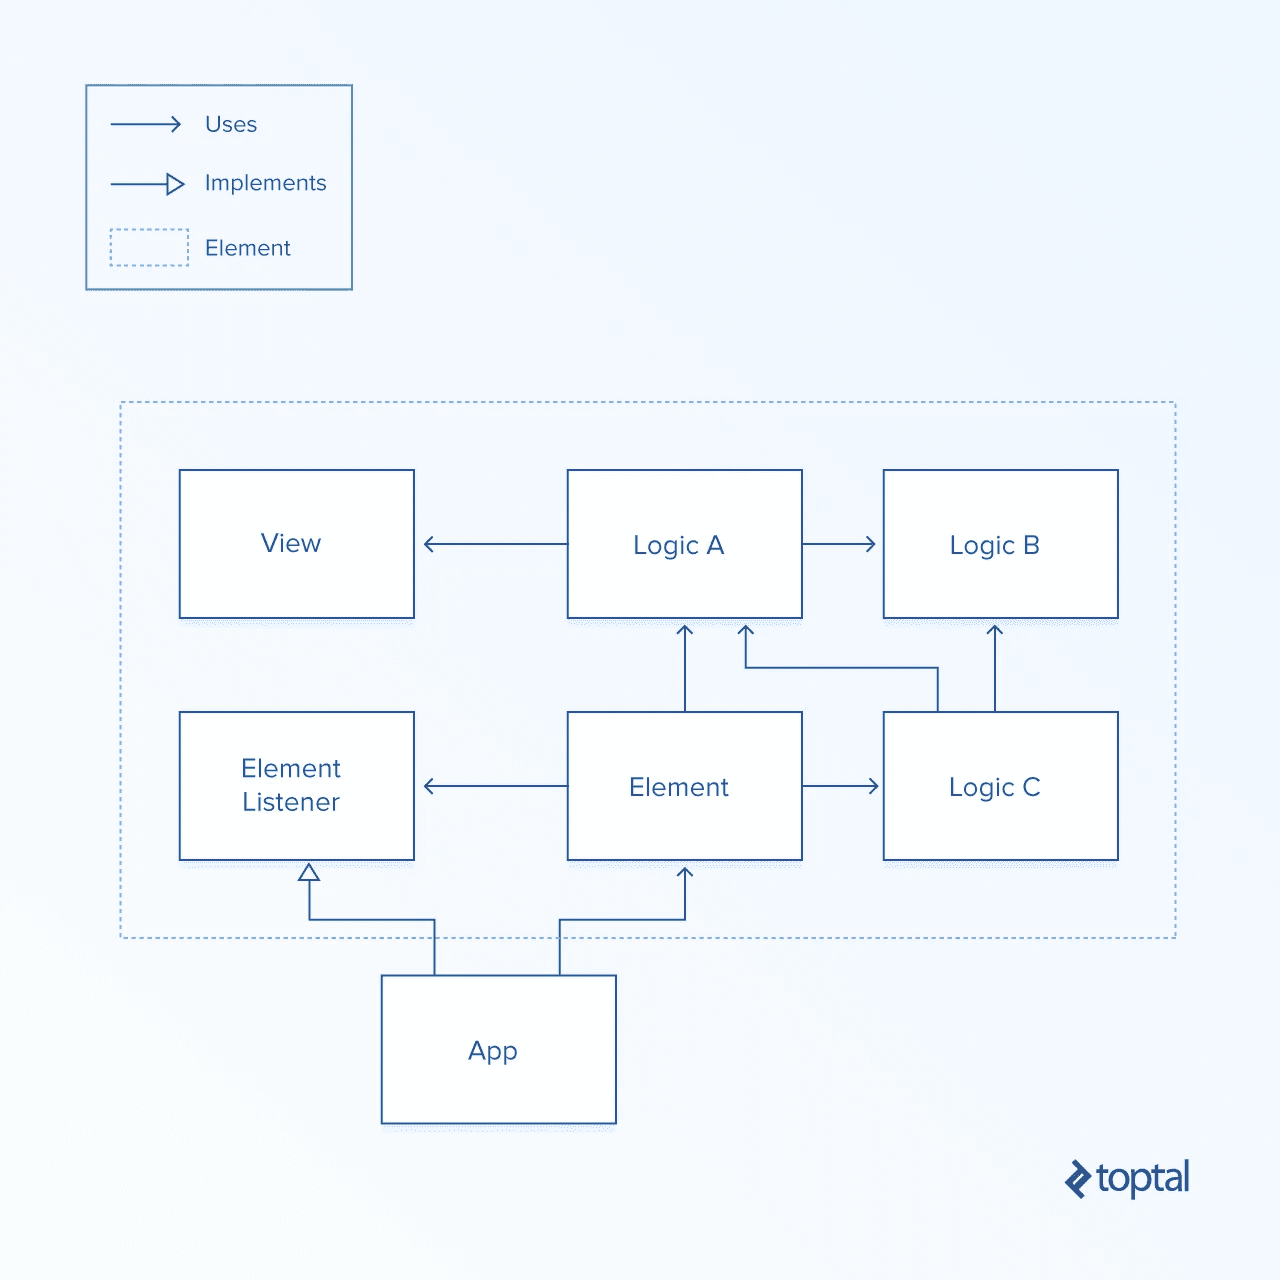 Uses
Implements
Element
View
Logic A
Logic B
Element
Listener
Element
Logic C
App
toptal